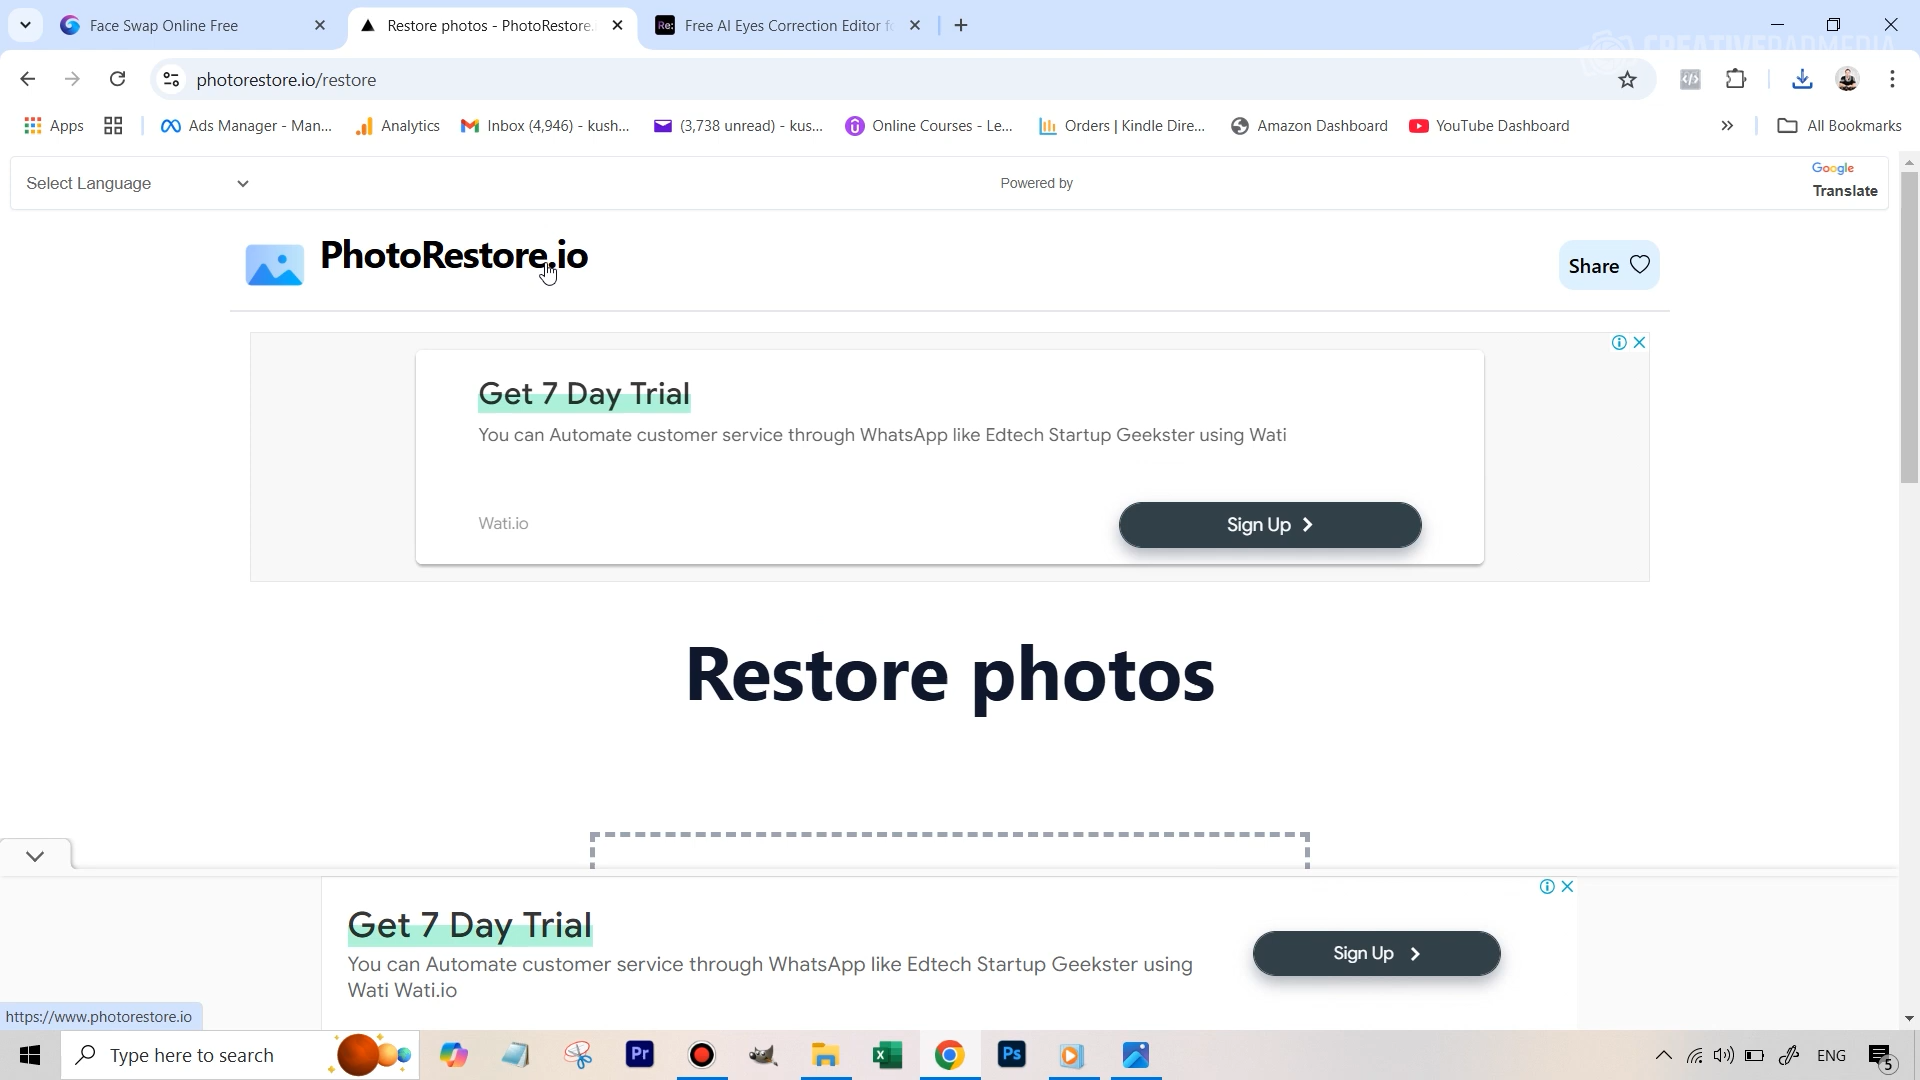 Face Swap Online Free
Restore photos - PhotoRestore.
Free AI Eyes Correction Editor fo
CREATIVEPADMEDIA
photorestore.io/restore
Apps
Ads Manager - Man...
Analytics
Inbox (4,946) - kush...
(3,738 unread) - kus...
Online Courses - Le...
Orders | Kindle Dire...
Amazon Dashboard
YouTube Dashboard
All Bookmarks
Select Language
Powered by
Google
Translate
PhotoRestore.io
Share
Get 7 Day Trial
You can Automate customer service through WhatsApp like Edtech Startup Geekster using Wati
Wati.io
Sign Up
Restore photos
Get 7 Day Trial
You can Automate customer service through WhatsApp like Edtech Startup Geekster using
Wati Wati.io
Sign Up
https://www.photorestore.io
Type here to search
Pr
Ps
ENG
5